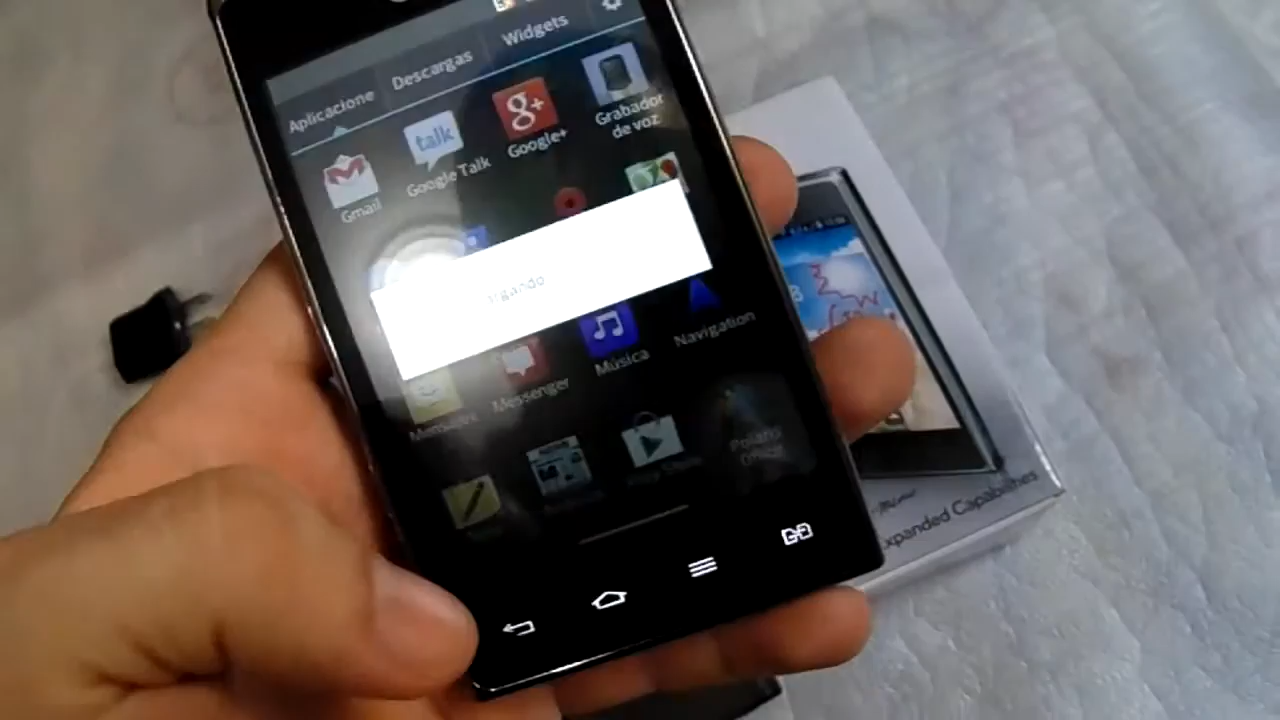 Aplicacione
Descargas
Widgets
talk
g+
Gmail
Google Talk
Google+
Grabador
de voz
Messenger
Música
Navigation
Expanded Capabilities